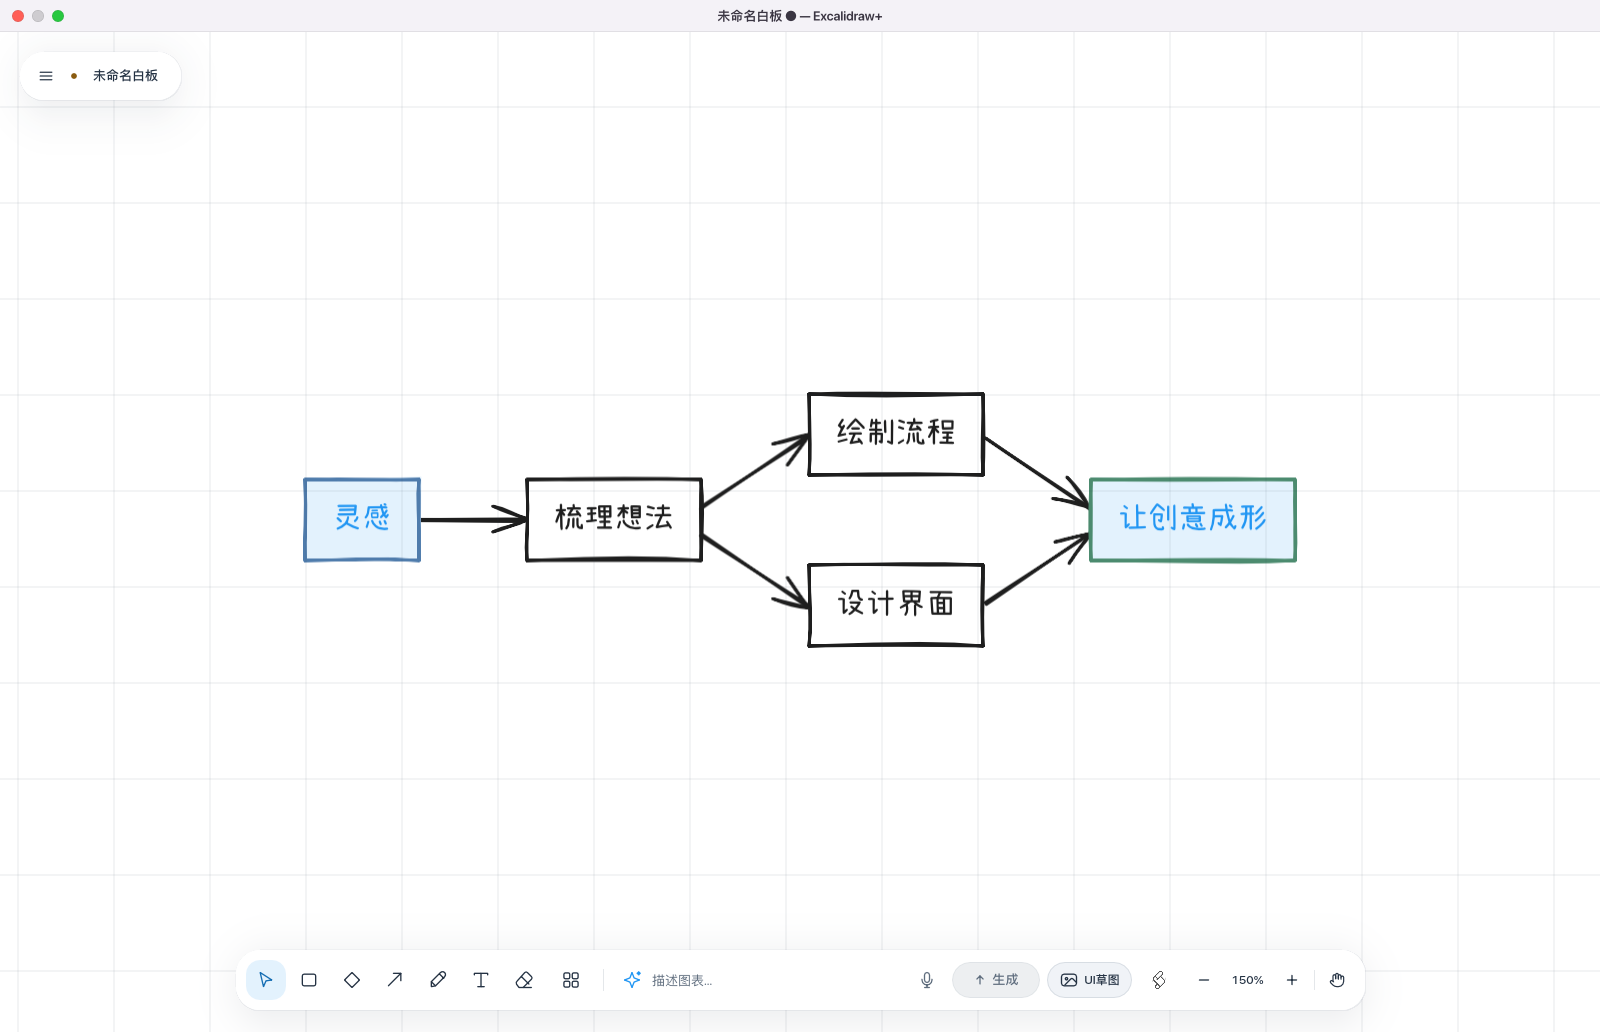 未命名白板 ● — Excalidraw+
未命名白板
灵感
梳理想法
绘制流程
设计界面
让创意成形
描述图表...
生成
UI草图
150%